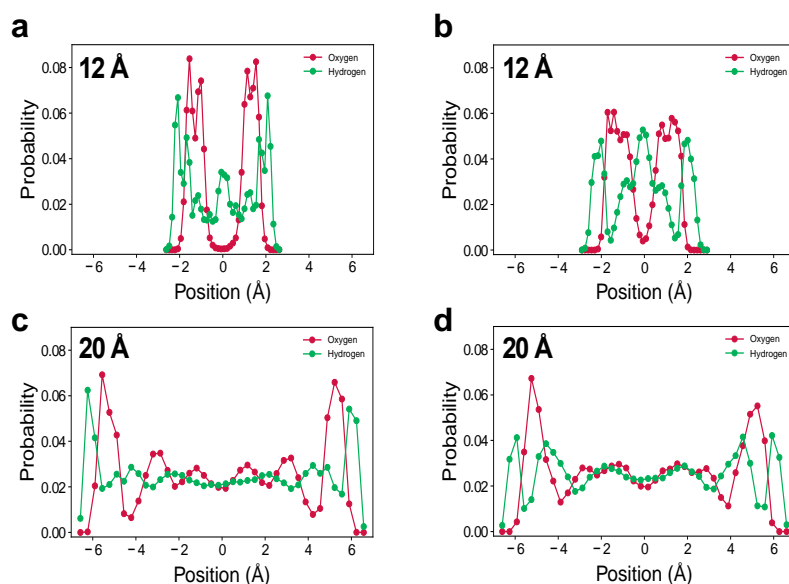 a
12 Å
Oxygen
Hydrogen
Probability
0.08
0.06
0.04
0.02
0.00
−6 −4 −2 0 2 4 6
Position (Å)
b
12 Å
Oxygen
Hydrogen
Probability
0.08
0.06
0.04
0.02
0.00
−6 −4 −2 0 2 4 6
Position (Å)
c
20 Å
Oxygen
Hydrogen
Probability
0.08
0.06
0.04
0.02
0.00
−6 −4 −2 0 2 4 6
Position (Å)
d
20 Å
Oxygen
Hydrogen
Probability
0.08
0.06
0.04
0.02
0.00
−6 −4 −2 0 2 4 6
Position (Å)